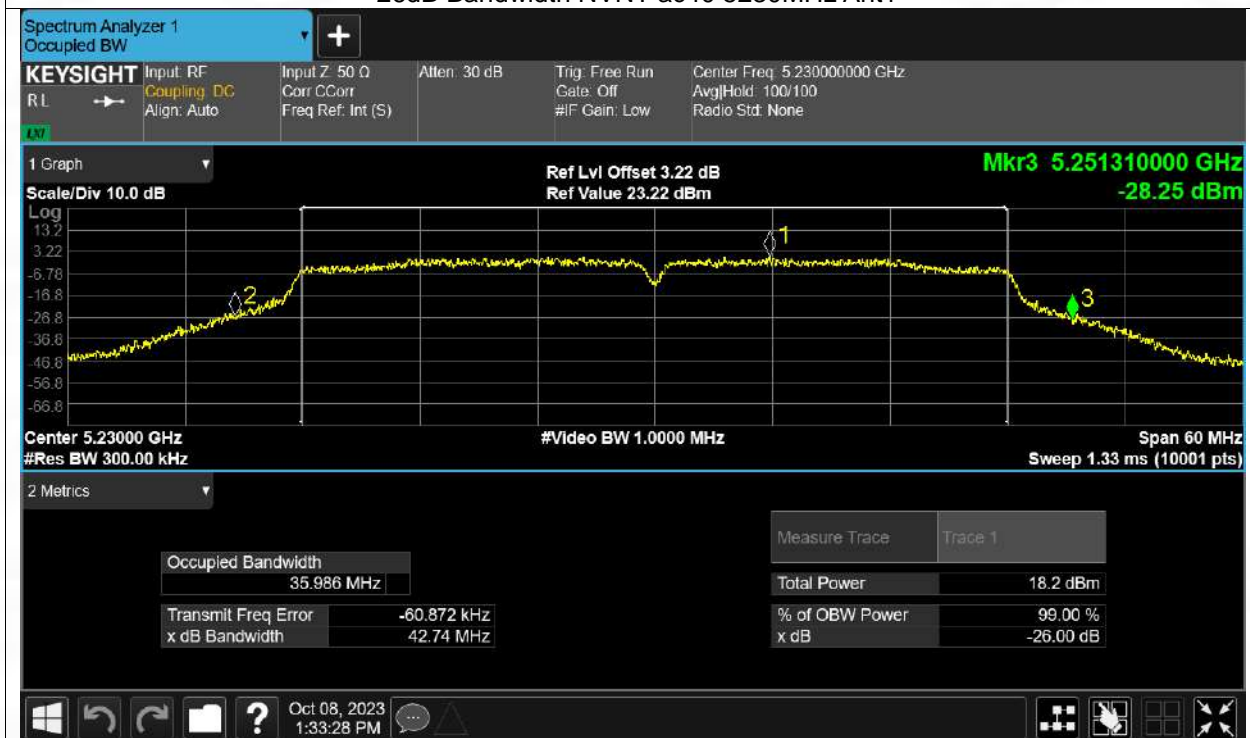 Spectrum Analyzer 1
Occupied BW
KEYSIGHT
RL
LXI
Input: RF
Coupling: DC
Align: Auto
Input Z: 50 Ω
Corr CCorr
Freq Ref: Int (S)
Atten: 30 dB
Trig: Free Run
Gate: Off
#IF Gain: Low
Center Freq: 5.230000000 GHz
Avg|Hold: 100/100
Radio Std: None
1 Graph
Ref Lvl Offset 3.22 dB
Mkr3 5.251310000 GHz
Scale/Div 10.0 dB
Ref Value 23.22 dBm
-28.25 dBm
Log
13.2
3.22
-6.78
-16.8
-26.8
-36.8
-46.8
-56.8
-66.8
1
2
3
Center 5.23000 GHz
#Video BW 1.0000 MHz
Span 60 MHz
#Res BW 300.00 kHz
Sweep 1.33 ms (10001 pts)
2 Metrics
Measure Trace Trace 1
Occupied Bandwidth
35.986 MHz
Total Power 18.2 dBm
Transmit Freq Error -60.872 kHz
% of OBW Power 99.00 %
x dB Bandwidth 42.74 MHz
x dB -26.00 dB
?
Oct 08, 2023
1:33:28 PM